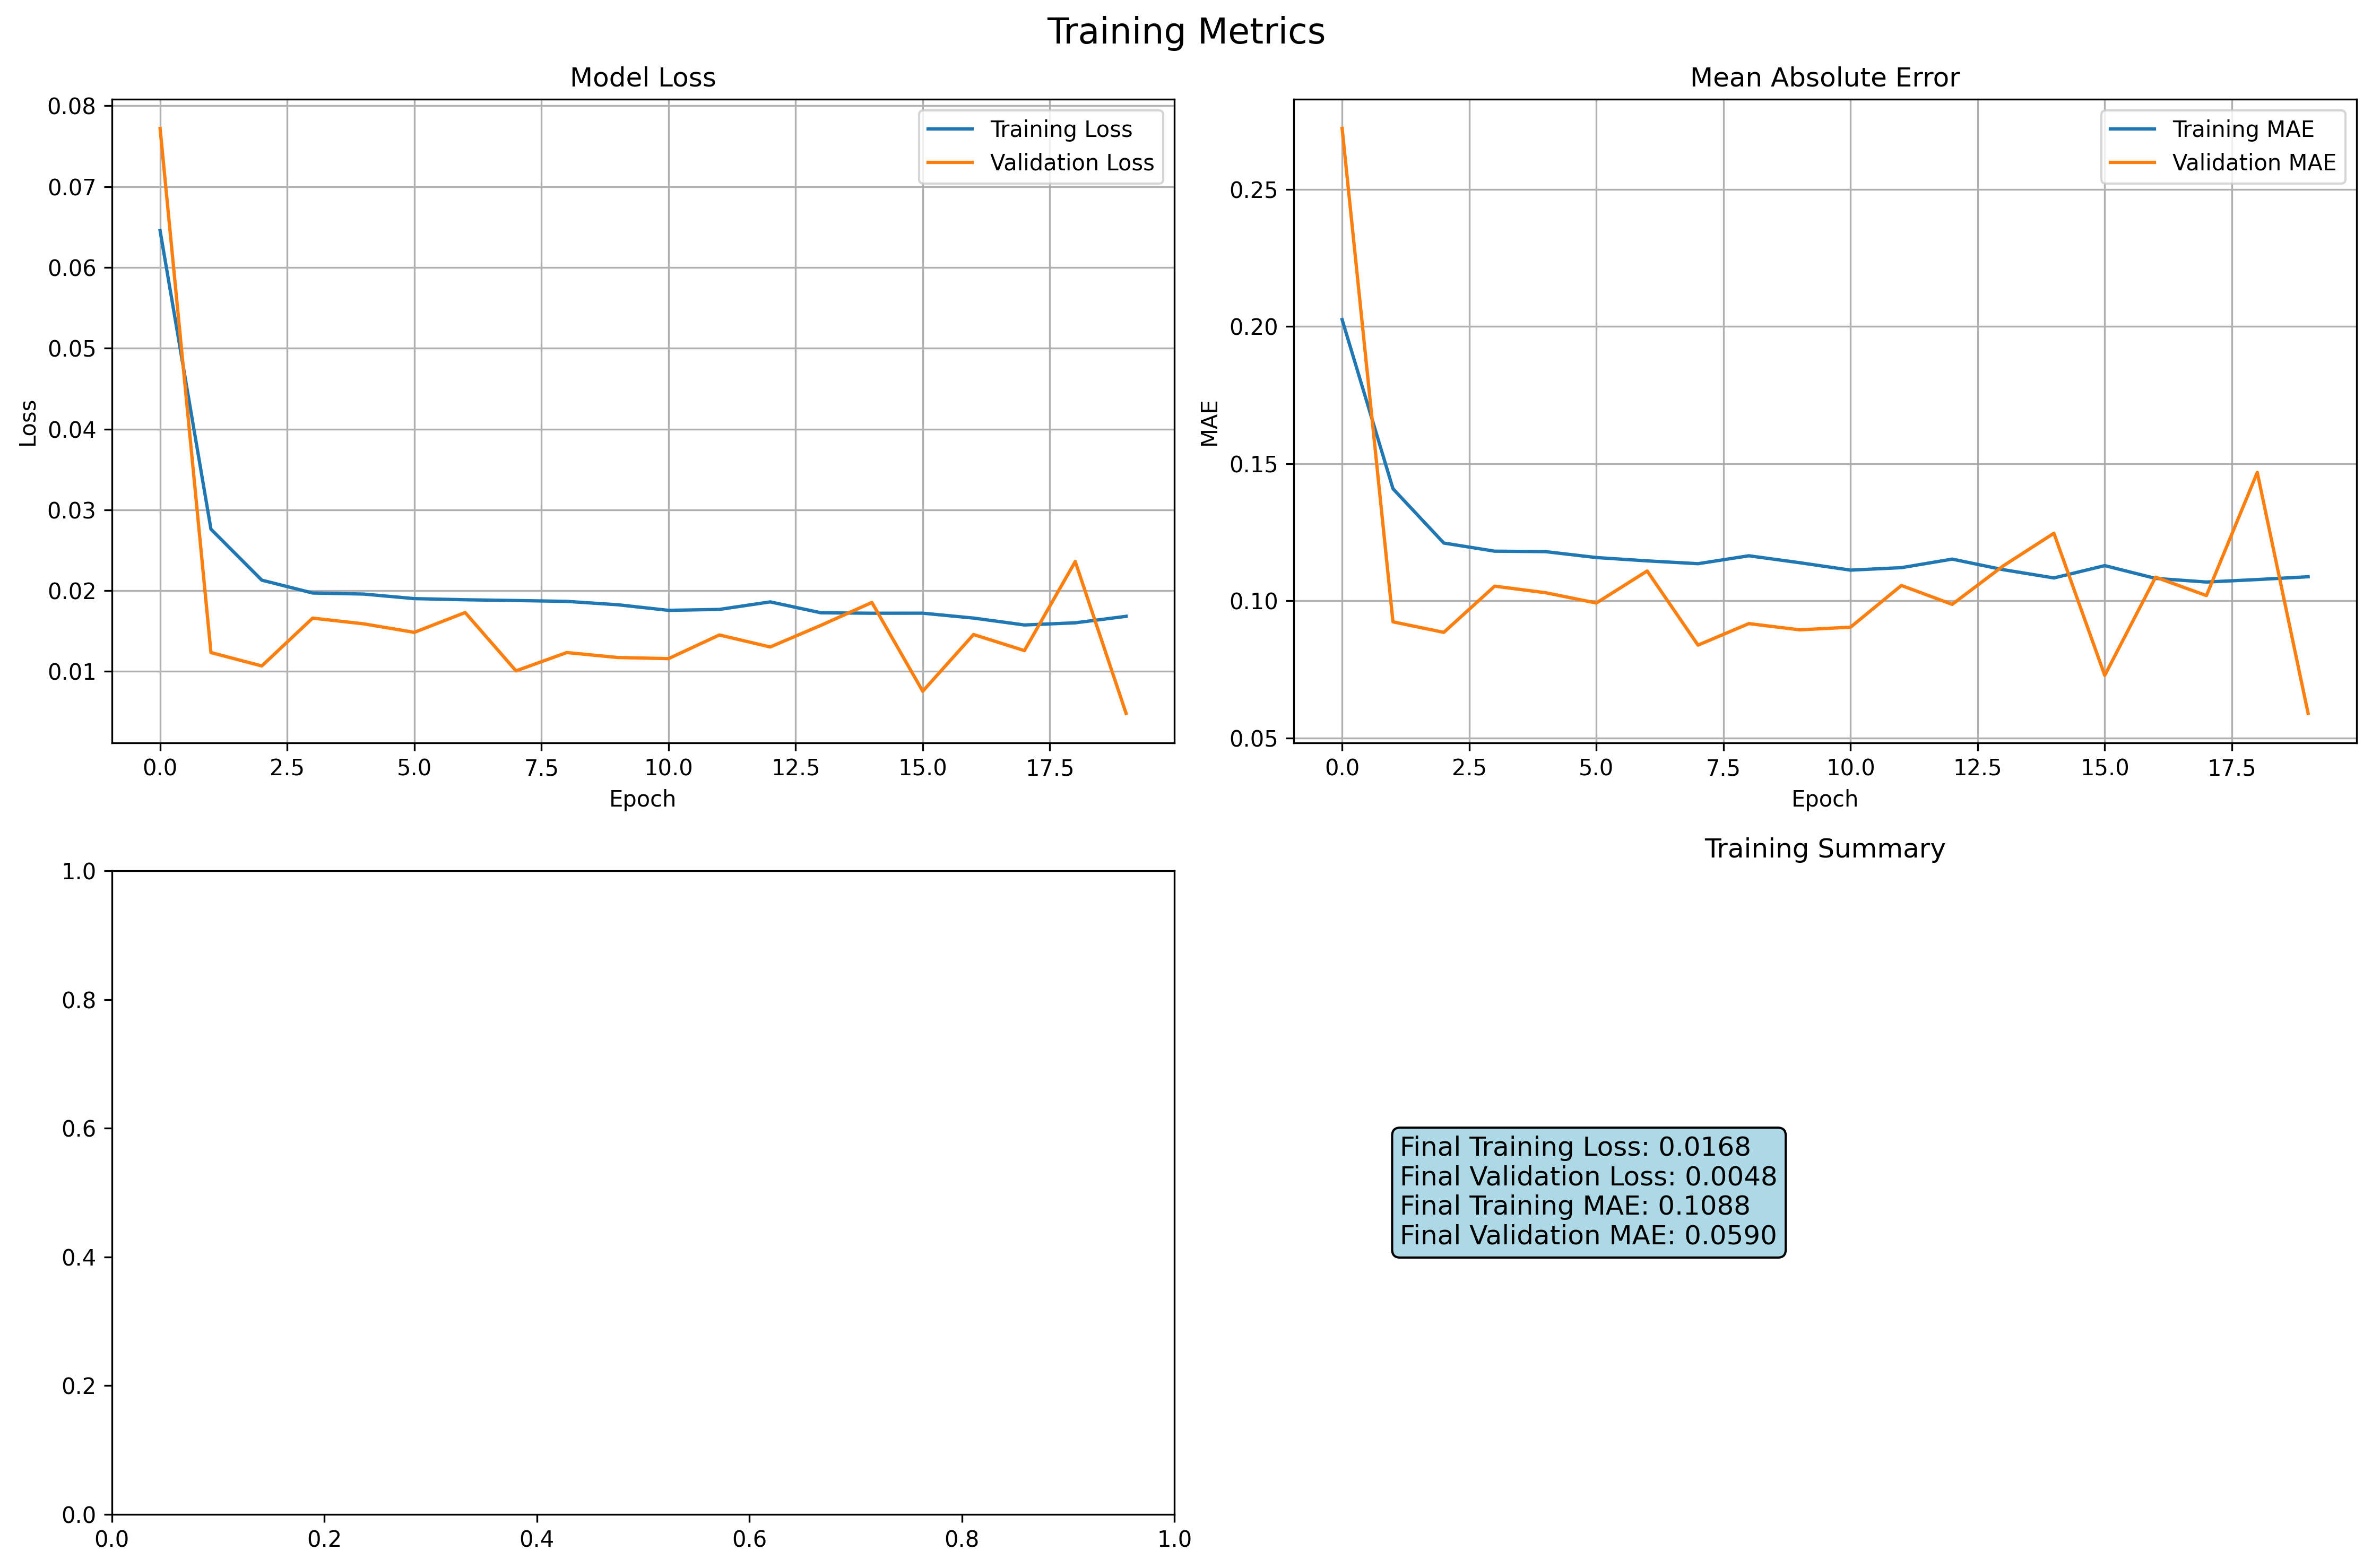 Training Metrics
Model Loss
0.08
0.07
0.06
0.05
0.04
0.03
0.02
0.01
Loss
Training Loss
Validation Loss
0.0 2.5 5.0 7.5 10.0 12.5 15.0 17.5
Epoch
Mean Absolute Error
0.25
0.20
0.15
0.10
0.05
MAE
Training MAE
Validation MAE
0.0 2.5 5.0 7.5 10.0 12.5 15.0 17.5
Epoch
1.0
0.8
0.6
0.4
0.2
0.0
0.0 0.2 0.4 0.6 0.8 1.0
Training Summary
Final Training Loss: 0.0168
Final Validation Loss: 0.0048
Final Training MAE: 0.1088
Final Validation MAE: 0.0590